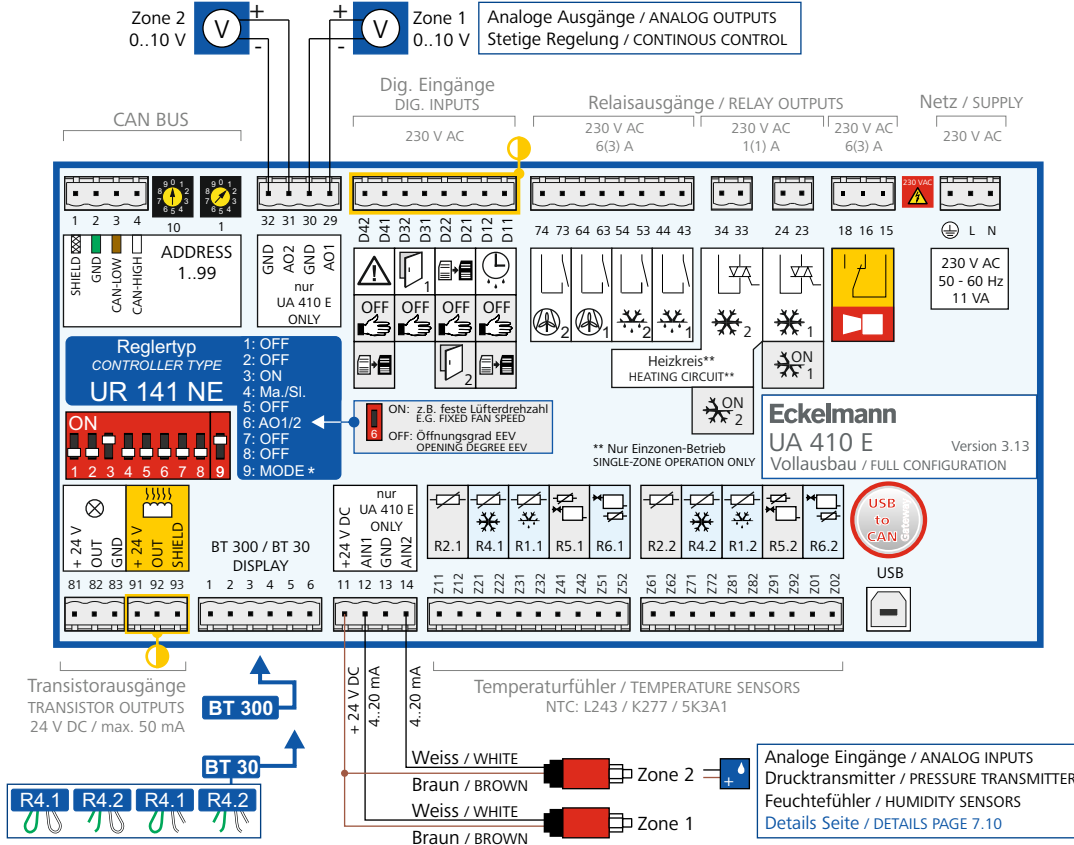 Zone 2
0..10 V
V
+
-
V
+
-
Zone 1
0..10 V
Analoge Ausgänge / ANALOG OUTPUTS
Stetige Regelung / CONTINOUS CONTROL
CAN BUS
Dig. Eingänge
DIG. INPUTS
230 V AC
Relaisausgänge / RELAY OUTPUTS
230 V AC
6(3) A
230 V AC
1(1) A
230 V AC
6(3) A
Netz / SUPPLY
230 V AC
1 2 3 4
10
1
32 31 30 29
D42 D41 D32 D31 D22 D21 D12 D11
74 73 64 63 54 53 44 43
34 33
24 23
18 16 15
230 VAC
L N
SHIELD
GND
CAN-LOW
CAN-HIGH
ADDRESS
1..99
GND
AO2
GND
AO1
nur
UA 410 E
ONLY
1
OFF OFF OFF OFF
2
2 1 2 1
2
1
ON
1
Heizkreis**
HEATING CIRCUIT**
ON
2
** Nur Einzonen-Betrieb
SINGLE-ZONE OPERATION ONLY
230 V AC
50 - 60 Hz
11 VA
Reglertyp
CONTROLLER TYPE
UR 141 NE
1: OFF
2: OFF
3: ON
4: Ma./Sl.
5: OFF
6: AO1/2
7: OFF
8: OFF
9: MODE *
ON
1 2 3 4 5 6 7 8 9
6
ON: z.B. feste Lüfterdrehzahl
E.G. FIXED FAN SPEED
OFF: Öffnungsgrad EEV
OPENING DEGREE EEV
Eckelmann
UA 410 E
Version 3.13
Vollausbau / FULL CONFIGURATION
+ 24 V
OUT
GND
+ 24 V
OUT
SHIELD
BT 300 / BT 30
DISPLAY
+24 V DC
AIN1
GND
AIN2
nur
UA 410 E
ONLY
R2.1 R4.1 R1.1 R5.1 R6.1
R2.2 R4.2 R1.2 R5.2 R6.2
USB
to
CAN
Gateway
USB
81 82 83
91 92 93
1 2 3 4 5 6
11 12 13 14
Z11 Z12 Z21 Z22 Z31 Z32 Z41 Z42 Z51 Z52
Z61 Z62 Z71 Z72 Z81 Z82 Z91 Z92 Z01 Z02
Transistorausgänge
TRANSISTOR OUTPUTS
24 V DC / max. 50 mA
BT 300
BT 30
R4.1 R4.2 R4.1 R4.2
+ 24 V DC
4..20 mA
4..20 mA
Temperaturfühler / TEMPERATURE SENSORS
NTC: L243 / K277 / 5K3A1
Weiss / WHITE
Braun / BROWN
Zone 2
Weiss / WHITE
Braun / BROWN
Zone 1
+
Analoge Eingänge / ANALOG INPUTS
Drucktransmitter / PRESSURE TRANSMITTER
Feuchtefühler / HUMIDITY SENSORS
Details Seite / DETAILS PAGE 7.10